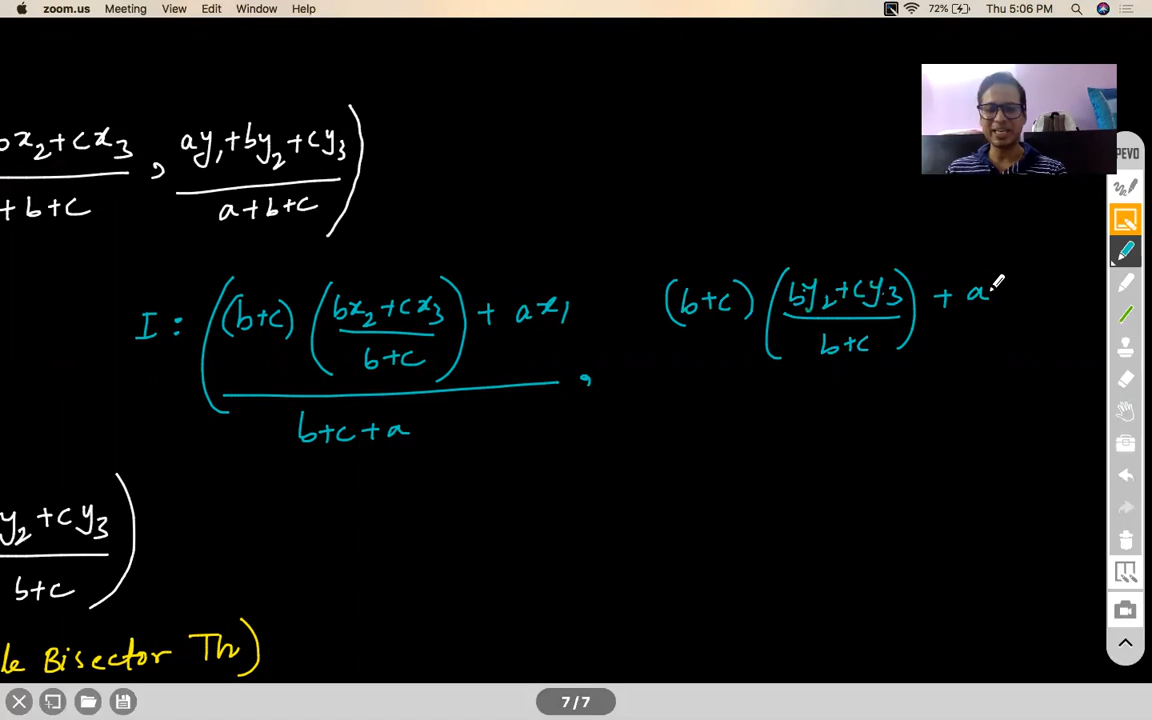 zoom.us Meeting View Edit Window Help 72% Thu 5:06 PM
bx₂+cx₃ / +b+c , ay₁+by₂+cy₃ / a+b+c )
I : ( (b+c) ( bx₂+cx₃ / b+c ) + ax₁ / b+c+a , (b+c) ( by₂+cy₃ / b+c ) + a
y₂+cy₃ / b+c )
le Bisector Th)
7/7
PEVO